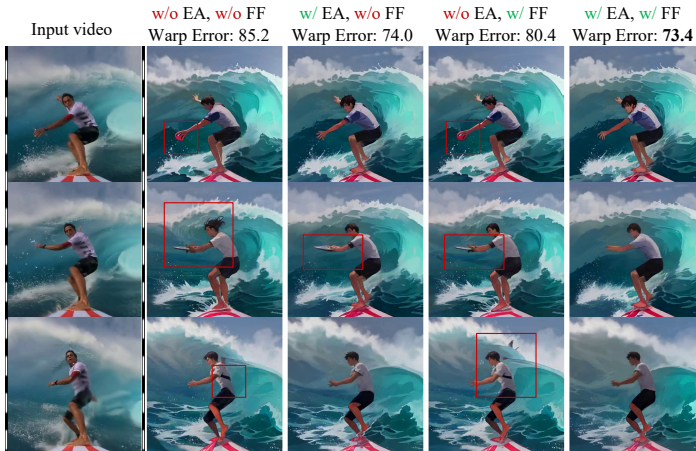 Input video
w/o EA, w/o FF
Warp Error: 85.2
w/ EA, w/o FF
Warp Error: 74.0
w/o EA, w/ FF
Warp Error: 80.4
w/ EA, w/ FF
Warp Error: 73.4